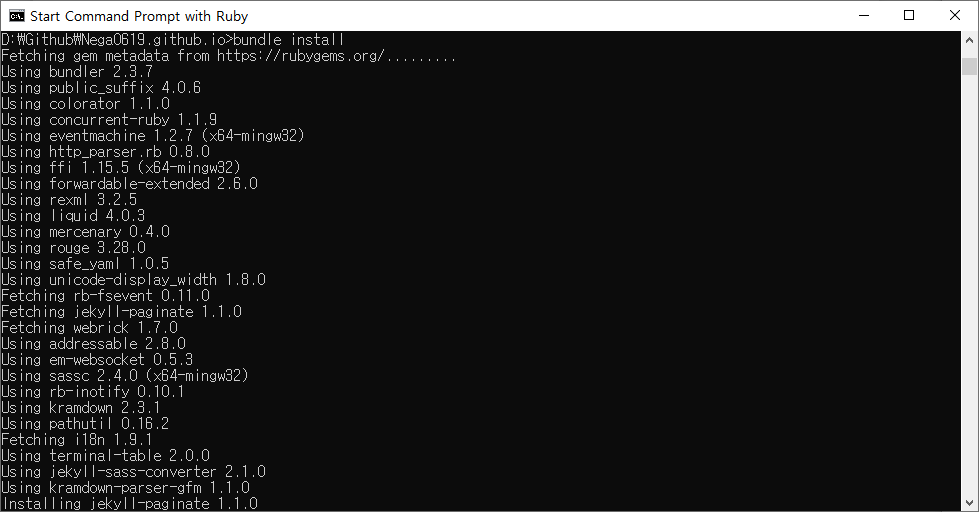 Start Command Prompt with Ruby
D:₩Github₩Nega0619.github.io>bundle install
Fetching gem metadata from https://rubygems.org/.........
Using bundler 2.3.7
Using public_suffix 4.0.6
Using colorator 1.1.0
Using concurrent-ruby 1.1.9
Using eventmachine 1.2.7 (x64-mingw32)
Using http_parser.rb 0.8.0
Using ffi 1.15.5 (x64-mingw32)
Using forwardable-extended 2.6.0
Using rexml 3.2.5
Using liquid 4.0.3
Using mercenary 0.4.0
Using rouge 3.28.0
Using safe_yaml 1.0.5
Using unicode-display_width 1.8.0
Fetching rb-fsevent 0.11.0
Fetching jekyll-paginate 1.1.0
Fetching webrick 1.7.0
Using addressable 2.8.0
Using em-websocket 0.5.3
Using sassc 2.4.0 (x64-mingw32)
Using rb-inotify 0.10.1
Using kramdown 2.3.1
Using pathutil 0.16.2
Fetching i18n 1.9.1
Using terminal-table 2.0.0
Using jekyll-sass-converter 2.1.0
Using kramdown-parser-gfm 1.1.0
Installing jekyll-paginate 1.1.0